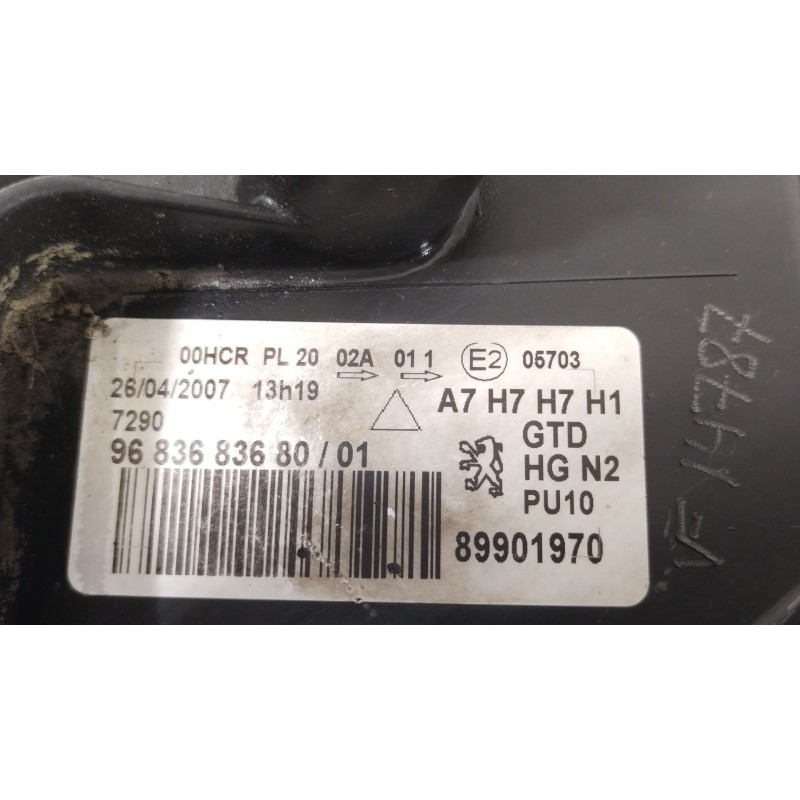 00HCR PL 20 02A 01 1 E2 05703
26/04/2007 13h19
7290
A7 H7 H7 H1
96 836 836 80 / 01
GTD
HG N2
PU10
89901970
V-14787